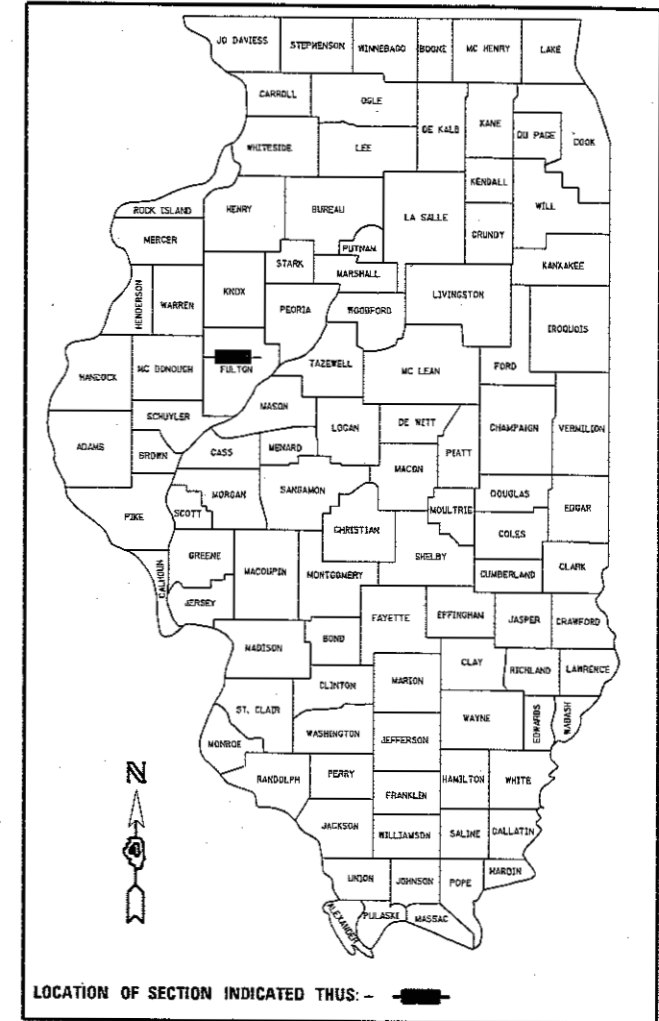 JO DAVIESS STEPHENSON WINNEBAGO BOONE MC HENRY LAKE
CARROLL OGLE DE KALB KANE DU PAGE COOK
WHITESIDE LEE
KENDALL
ROCK ISLAND HENRY BUREAU LA SALLE GRUNDY WILL
MERCER PUTNAM
STARK MARSHALL KANKAKEE
HENDERSON WARREN KNOX PEORIA WOODFORD LIVINGSTON IROQUOIS
HANCOCK MC DONOUGH FULTON TAZEWELL MC LEAN FORD
SCHUYLER MASON LOGAN DE WITT CHAMPAIGN VERMILION
ADAMS BROWN CASS MENARD MACON PIATT
PIKE SCOTT MORGAN SANGAMON CHRISTIAN MOULTRIE DOUGLAS EDGAR
COLES
CALHOUN GREENE MACOUPIN MONTGOMERY SHELBY CUMBERLAND CLARK
JERSEY FAYETTE EFFINGHAM JASPER CRAWFORD
MADISON BOND
CLAY RICHLAND LAWRENCE
ST. CLAIR CLINTON MARION
MONROE WASHINGTON JEFFERSON WAYNE EDWARDS WABASH
RANDOLPH PERRY HAMILTON WHITE
FRANKLIN
JACKSON WILLIAMSON SALINE GALLATIN
UNION JOHNSON POPE HARDIN
ALEXANDER PULASKI MASSAC
N
LOCATION OF SECTION INDICATED THUS: -